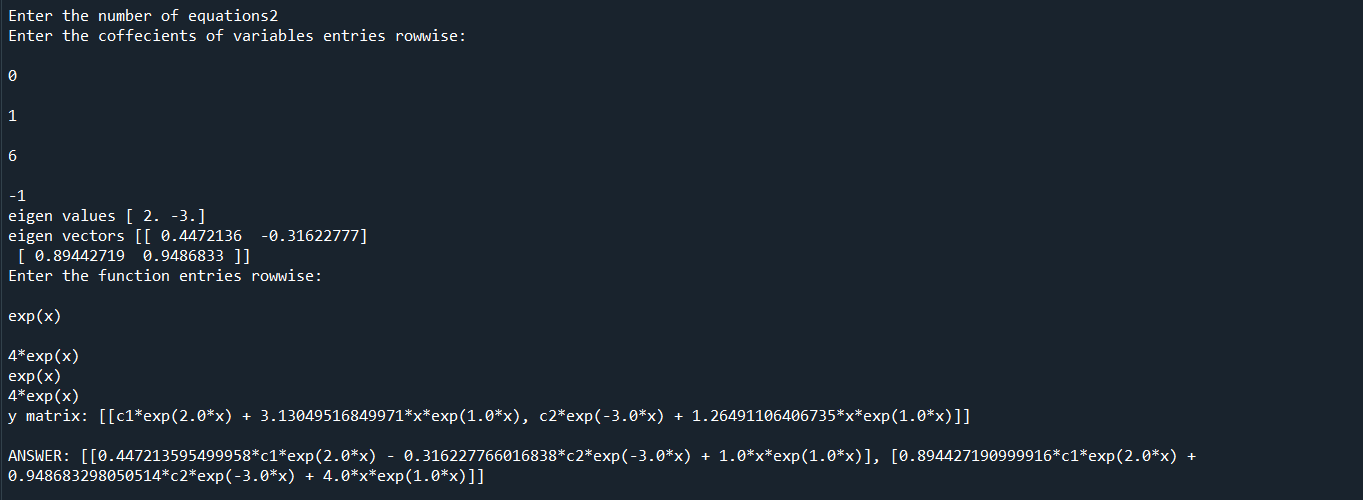 Enter the number of equations2
Enter the coffecients of variables entries rowwise:
0
1
6
-1
eigen values [ 2. -3.]
eigen vectors [[ 0.4472136  -0.31622777]
 [ 0.89442719  0.9486833 ]]
Enter the function entries rowwise:
exp(x)
4*exp(x)
exp(x)
4*exp(x)
y matrix: [[c1*exp(2.0*x) + 3.13049516849971*x*exp(1.0*x), c2*exp(-3.0*x) + 1.26491106406735*x*exp(1.0*x)]]
ANSWER: [[0.447213595499958*c1*exp(2.0*x) - 0.316227766016838*c2*exp(-3.0*x) + 1.0*x*exp(1.0*x)], [0.894427190999916*c1*exp(2.0*x) +
0.948683298050514*c2*exp(-3.0*x) + 4.0*x*exp(1.0*x)]]